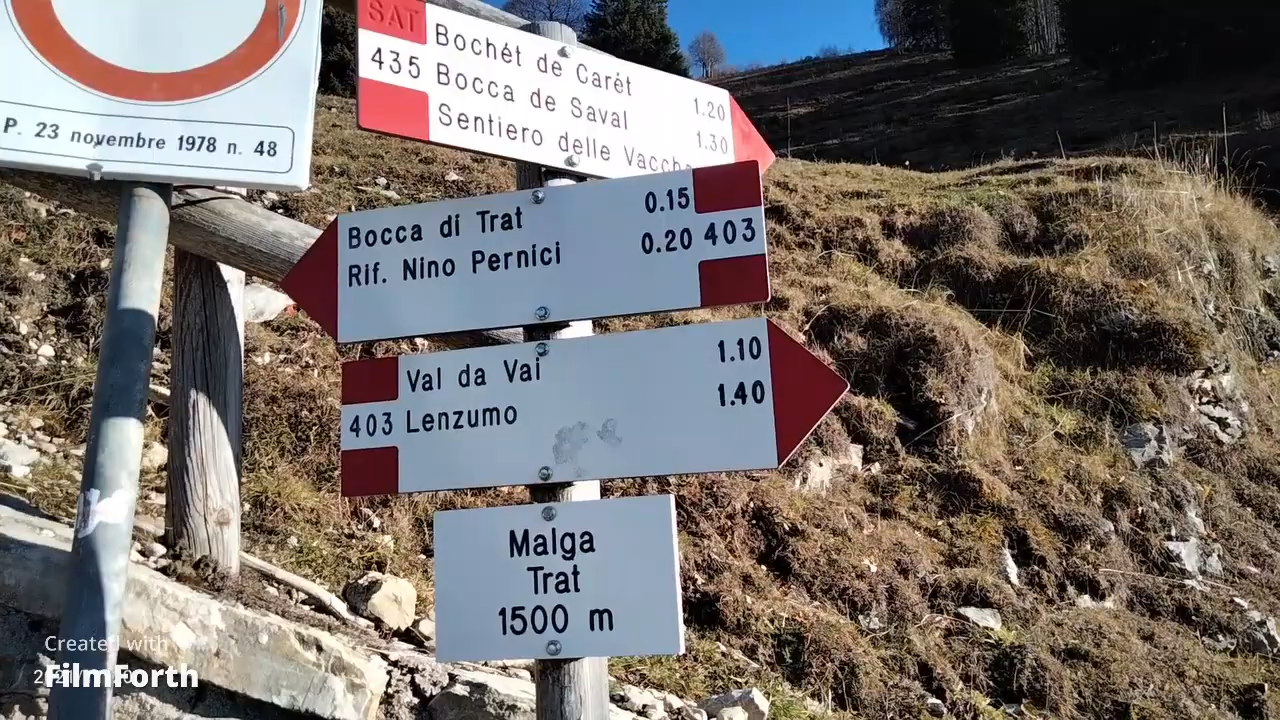 P. 23 novembre 1978 n. 48
SAT
Bochét de Carét 1.20
435 Bocca de Saval 1.30
Sentiero delle
Bocca di Trat 0.15
Rif. Nino Pernici 0.20 403
Val da Vai 1.10
403 Lenzumo 1.40
Malga
Trat
1500 m
Created with
FilmForth